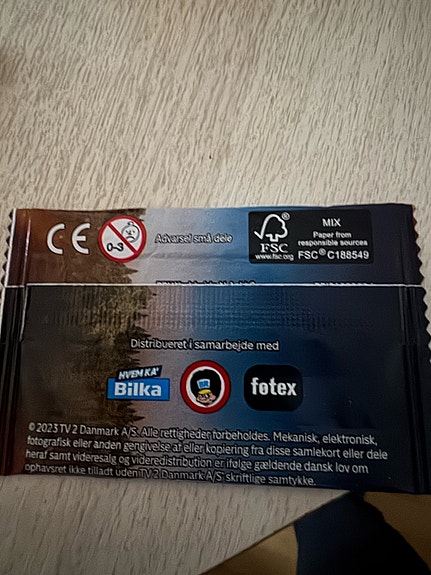 CE
0-3
Advarsel små dele
FSC
www.fsc.org
MIX
Paper from
responsible sources
FSC® C188549
Distribueret i samarbejde med
HVEM KA'
Bilka
BR
føtex
© 2023 TV 2 Danmark A/S. Alle rettigheder forbeholdes. Mekanisk, elektronisk,
fotografisk eller anden gengivelse af eller kopiering fra disse samlekort eller dele
heraf samt videresalg og videredistribution er ifølge gældende dansk lov om
ophavsret ikke tilladt uden TV 2 Danmark A/S' skriftlige samtykke.